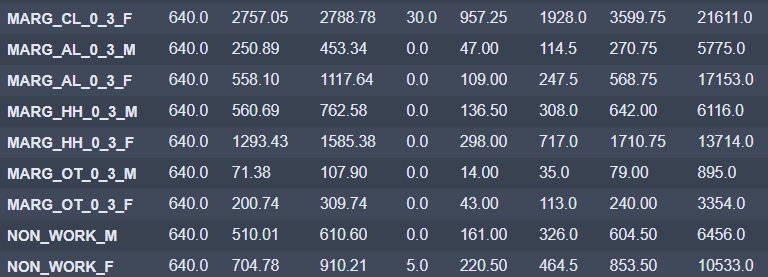 MARG_CL_0_3_F 640.0 2757.05 2788.78 30.0 957.25 1928.0 3599.75 21611.0
MARG_AL_0_3_M 640.0 250.89 453.34 0.0 47.00 114.5 270.75 5775.0
MARG_AL_0_3_F 640.0 558.10 1117.64 0.0 109.00 247.5 568.75 17153.0
MARG_HH_0_3_M 640.0 560.69 762.58 0.0 136.50 308.0 642.00 6116.0
MARG_HH_0_3_F 640.0 1293.43 1585.38 0.0 298.00 717.0 1710.75 13714.0
MARG_OT_0_3_M 640.0 71.38 107.90 0.0 14.00 35.0 79.00 895.0
MARG_OT_0_3_F 640.0 200.74 309.74 0.0 43.00 113.0 240.00 3354.0
NON_WORK_M 640.0 510.01 610.60 0.0 161.00 326.0 604.50 6456.0
NON_WORK_F 640.0 704.78 910.21 5.0 220.50 464.5 853.50 10533.0